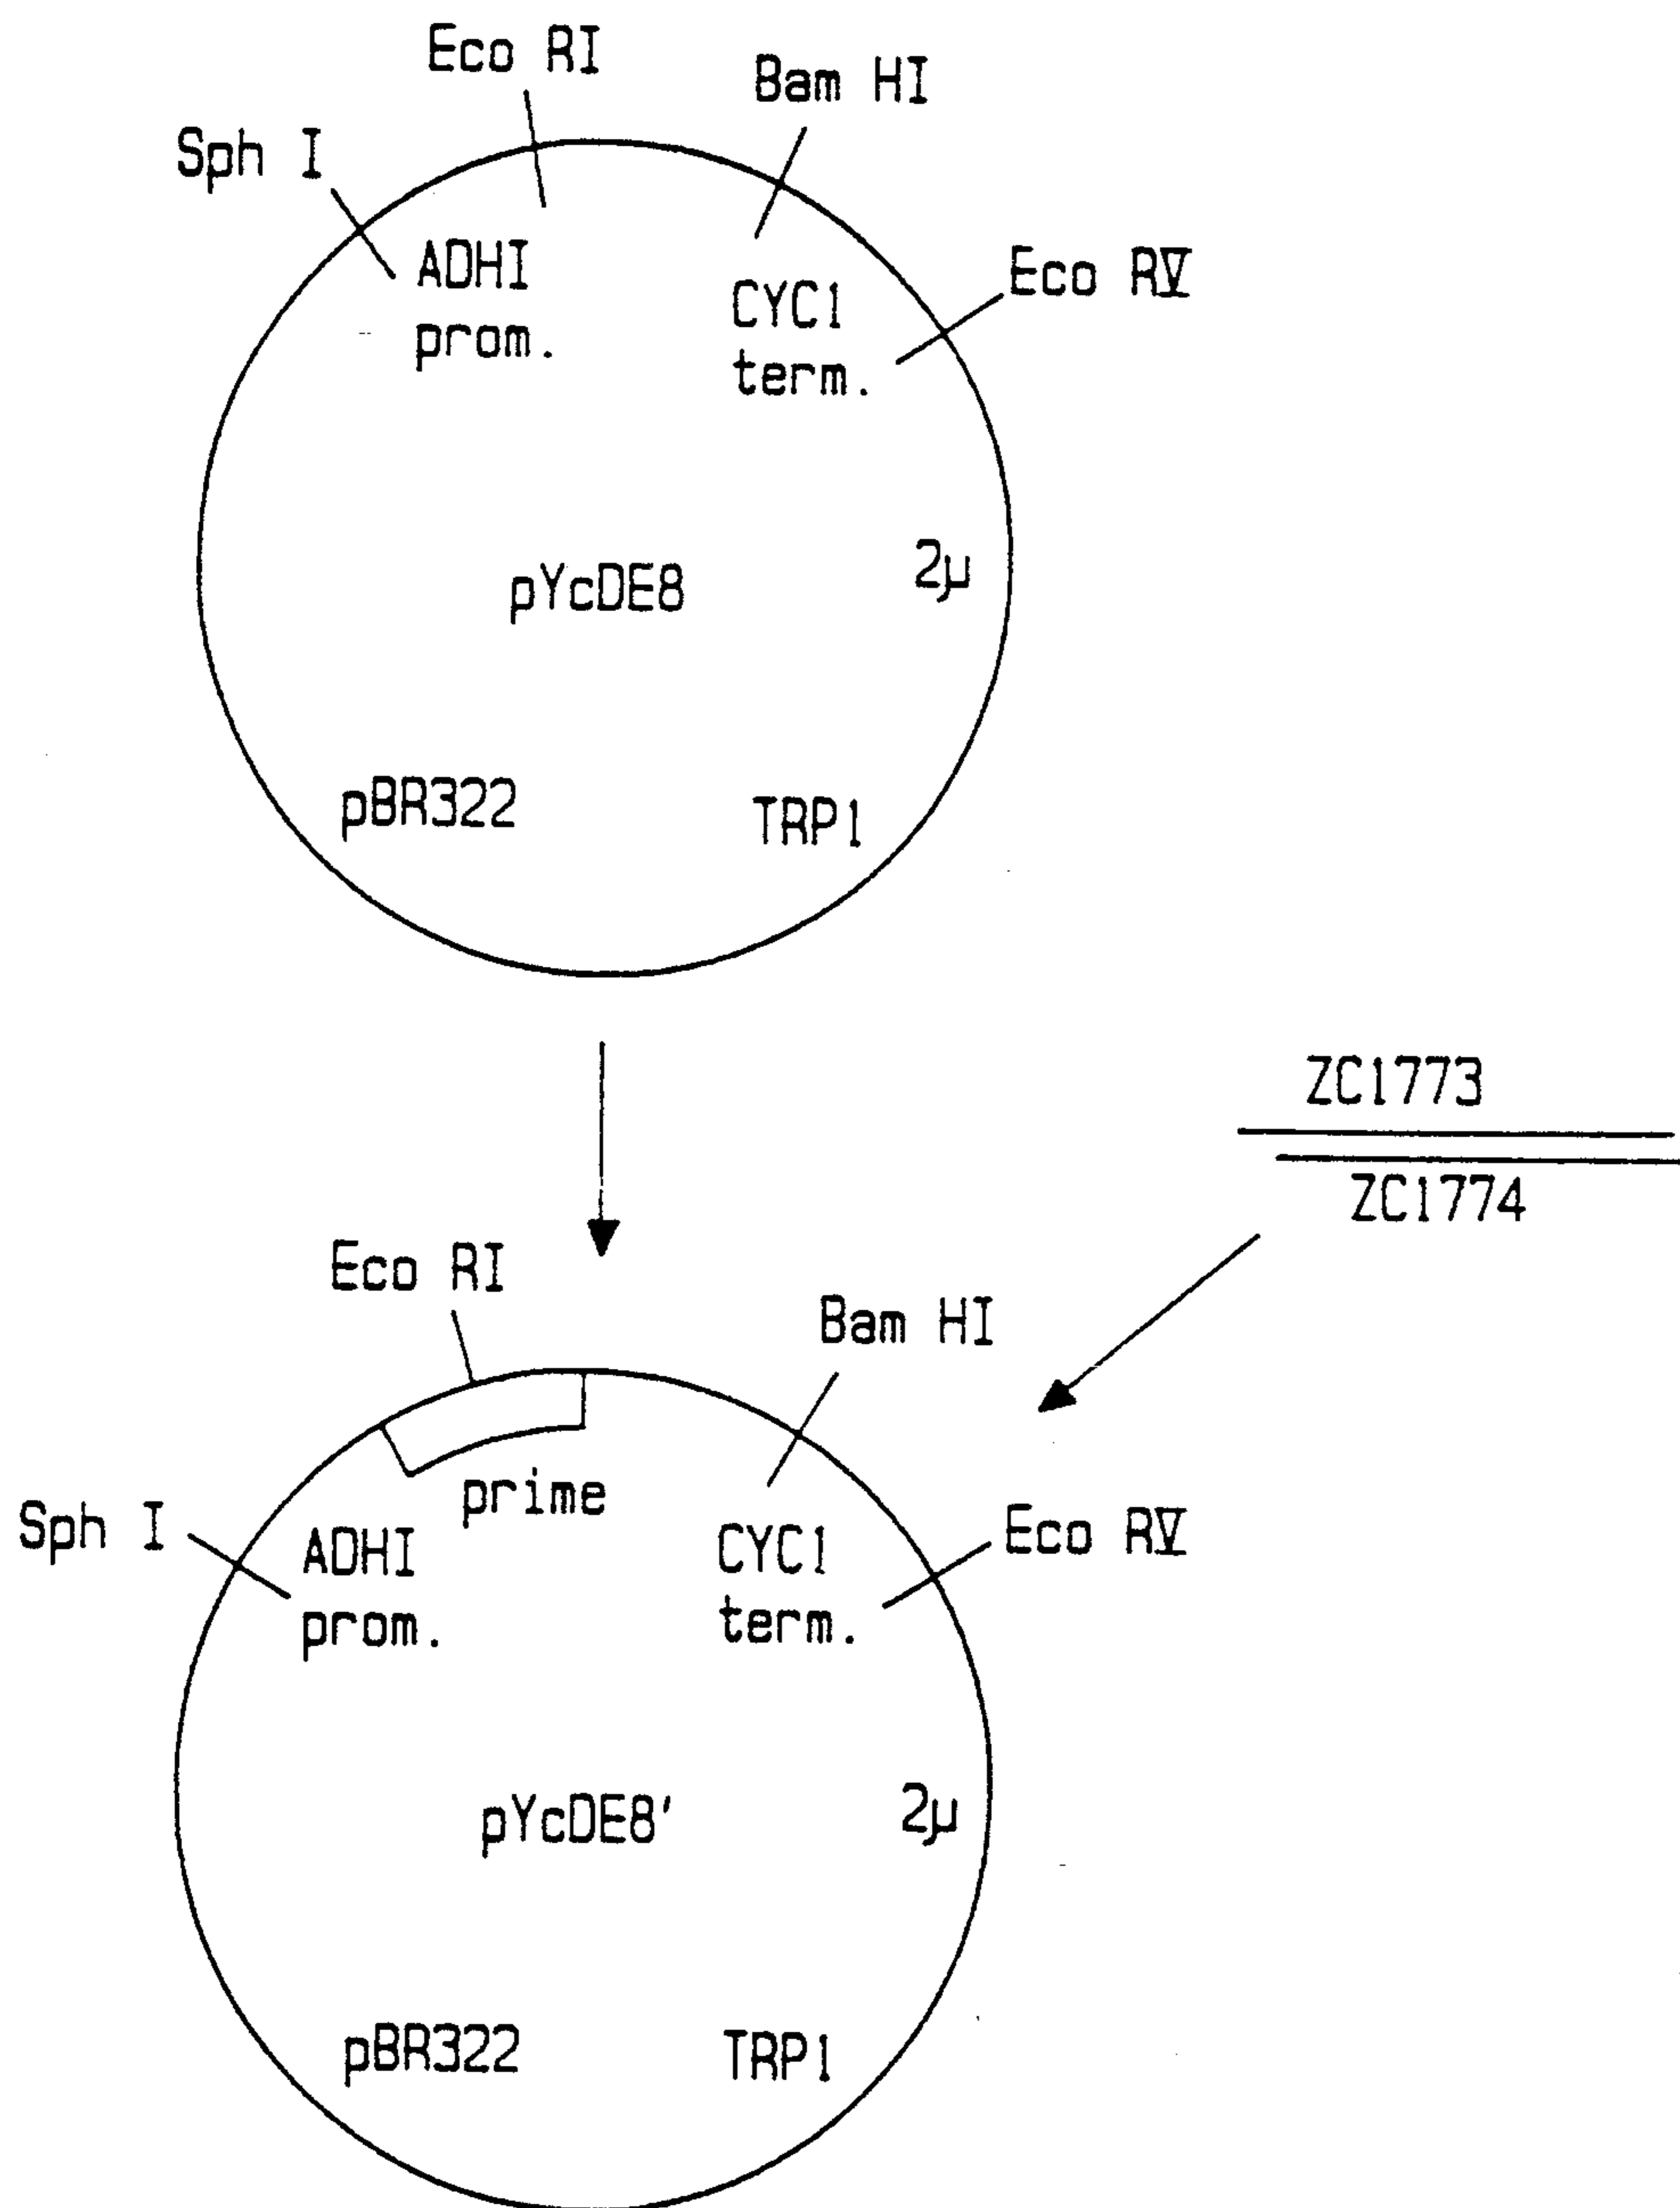 Eco RI
Bam HI
Sph I
ADHI
prom.
CYC1
term.
Eco RV
pYcDE8
2µ
pBR322
TRP1
ZC1773
ZC1774
Eco RI
Bam HI
prime
Sph I
ADHI
prom.
CYC1
term.
Eco RV
pYcDE8'
2µ
pBR322
TRP1